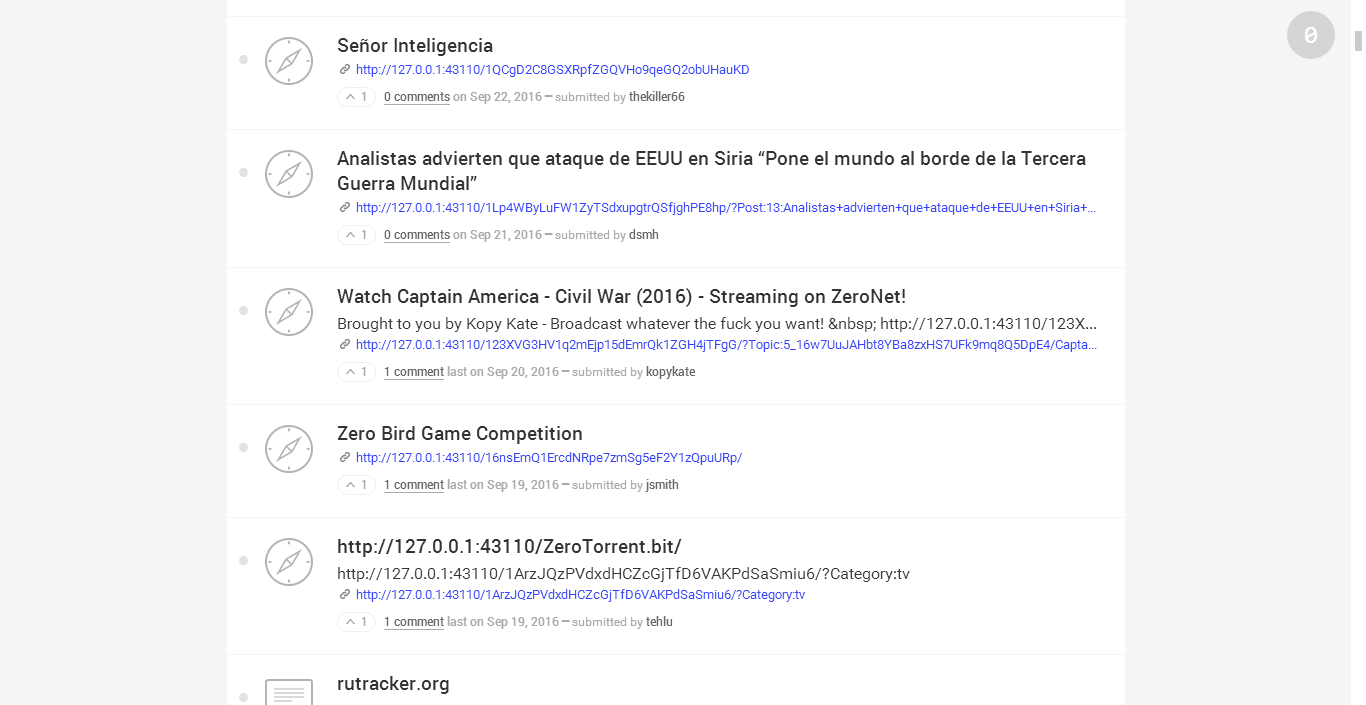 0
Señor Inteligencia
http://127.0.0.1:43110/1QCgD2C8GSXRpfZGQVHo9qeGQ2obUHauKD
1 0 comments on Sep 22, 2016 ─ submitted by thekiller66
Analistas advierten que ataque de EEUU en Siria “Pone el mundo al borde de la Tercera
Guerra Mundial”
http://127.0.0.1:43110/1Lp4WByLuFW1ZyTSdxupgtrQSfjghPE8hp/?Post:13:Analistas+advierten+que+ataque+de+EEUU+en+Siria+...
1 0 comments on Sep 21, 2016 ─ submitted by dsmh
Watch Captain America - Civil War (2016) - Streaming on ZeroNet!
Brought to you by Kopy Kate - Broadcast whatever the fuck you want! &nbsp; http://127.0.0.1:43110/123X...
http://127.0.0.1:43110/123XVG3HV1q2mEjp15dEmrQk1ZGH4jTFgG/?Topic:5_16w7UuJAHbt8YBa8zxHS7UFk9mq8Q5DpE4/Capta...
1 1 comment last on Sep 20, 2016 ─ submitted by kopykate
Zero Bird Game Competition
http://127.0.0.1:43110/16nsEmQ1ErcdNRpe7zmSg5eF2Y1zQpuURp/
1 1 comment last on Sep 19, 2016 ─ submitted by jsmith
http://127.0.0.1:43110/ZeroTorrent.bit/
http://127.0.0.1:43110/1ArzJQzPVdxdHCZcGjTfD6VAKPdSaSmiu6/?Category:tv
http://127.0.0.1:43110/1ArzJQzPVdxdHCZcGjTfD6VAKPdSaSmiu6/?Category:tv
1 1 comment last on Sep 19, 2016 ─ submitted by tehlu
rutracker.org